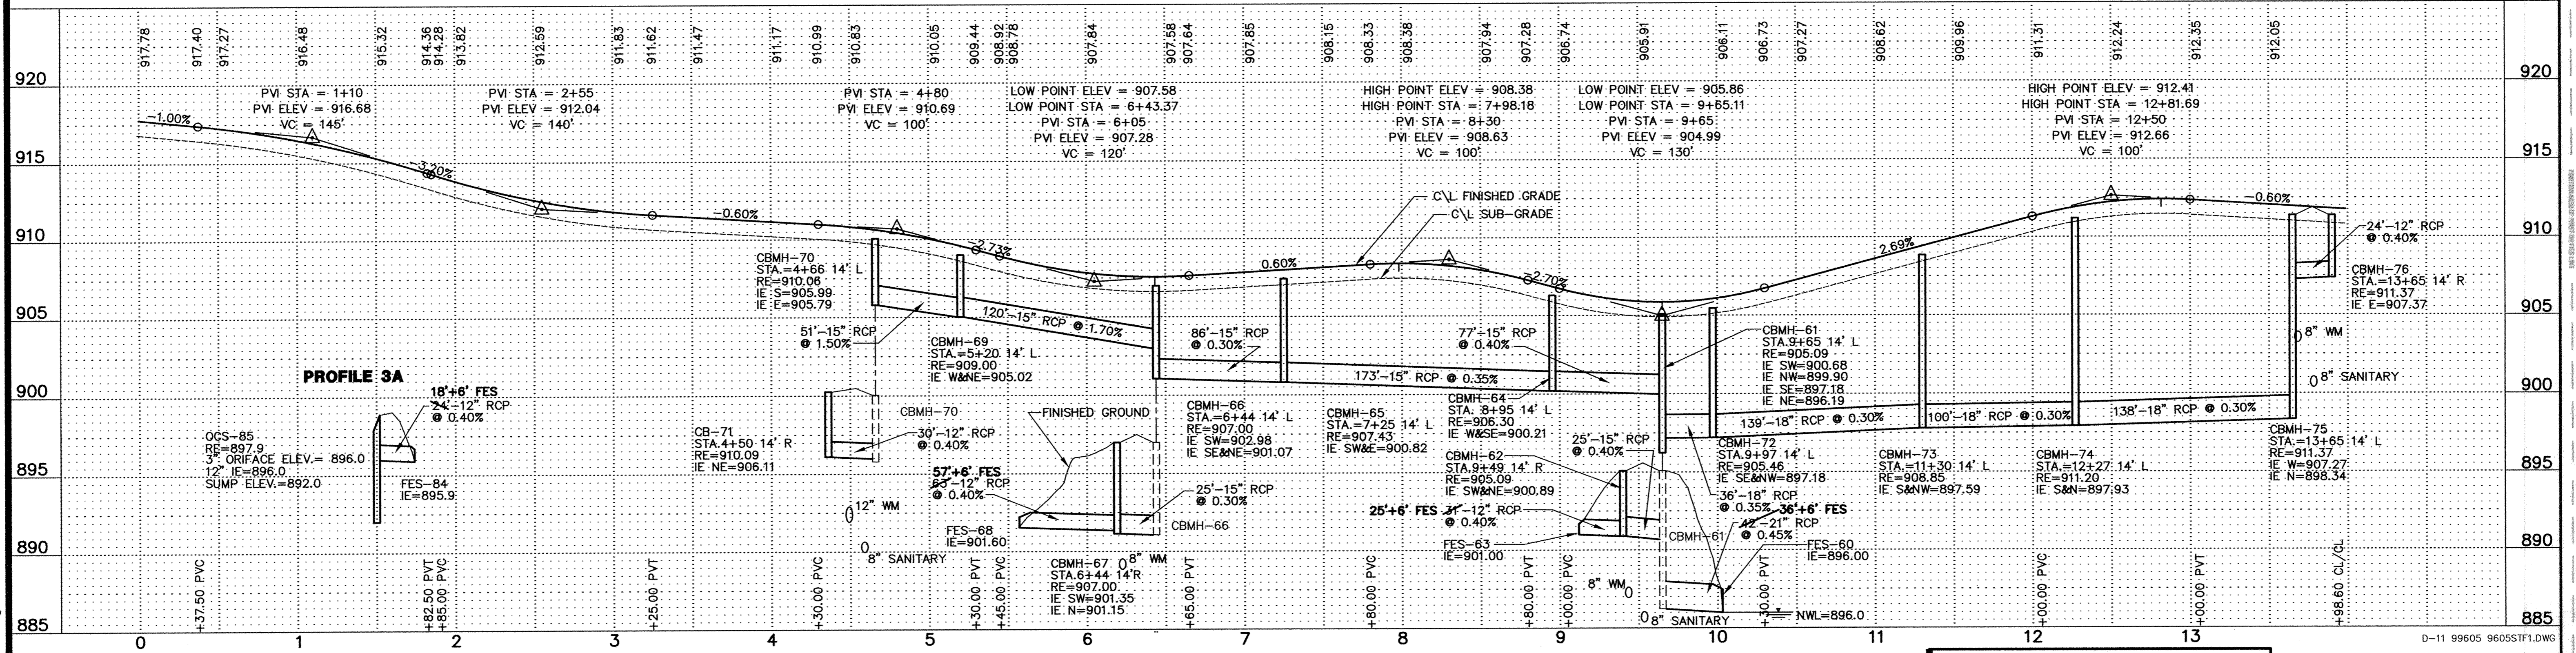 917.78
917.40
917.27
916.48
915.32
914.36
914.28
913.82
912.59
911.83
911.62
911.47
911.17
910.99
910.83
910.05
909.44
908.92
908.78
907.84
907.58
907.64
907.85
908.15
908.33
908.38
907.94
907.28
906.74
905.91
906.11
906.73
907.27
908.62
909.96
911.31
912.24
912.35
912.05
920
915
910
905
900
895
890
885
920
915
910
905
900
895
890
885
PVI STA = 1+10
PVI ELEV = 916.68
VC = 145'
PVI STA = 2+55
PVI ELEV = 912.04
VC = 140'
PVI STA = 4+80
PVI ELEV = 910.69
VC = 100'
LOW POINT ELEV = 907.58
LOW POINT STA = 6+43.37
PVI STA = 6+05
PVI ELEV = 907.28
VC = 120'
HIGH POINT ELEV = 908.38
HIGH POINT STA = 7+98.18
PVI STA = 8+30
PVI ELEV = 908.63
VC = 100'
LOW POINT ELEV = 905.86
LOW POINT STA = 9+65.11
PVI STA = 9+65
PVI ELEV = 904.99
VC = 130'
HIGH POINT ELEV = 912.41
HIGH POINT STA = 12+81.69
PVI STA = 12+50
PVI ELEV = 912.66
VC = 100'
-1.00%
-3.20%
-0.60%
-2.73%
0.60%
-2.70%
2.69%
-0.60%
C\L FINISHED GRADE
C\L SUB-GRADE
CBMH-70
STA.=4+66 14' L
RE=910.06
IE S=905.99
IE E=905.79
51'-15" RCP
@ 1.50%
120'-15" RCP @ 1.70%
CBMH-69
STA.=5+20 14' L
RE=909.00
IE W&NE=905.02
86'-15" RCP
@ 0.30%
173'-15" RCP @ 0.35%
77'-15" RCP
@ 0.40%
CBMH-61
STA.9+65 14' L
RE=905.09
IE SW=900.68
IE NW=899.90
IE SE=897.18
IE NE=896.19
24'-12" RCP
@ 0.40%
CBMH-76
STA.=13+65 14' R
RE=911.37
IE E=907.37
8" WM
8" SANITARY
139'-18" RCP @ 0.30%
100'-18" RCP @ 0.30%
138'-18" RCP @ 0.30%
PROFILE 3A
18'+6' FES
24'-12" RCP
@ 0.40%
OCS-85
RE=897.9
3" ORIFACE ELEV.= 896.0
12" IE=896.0
SUMP ELEV.=892.0
FES-84
IE=895.9
CB-71
STA.4+50 14' R
RE=910.09
IE NE=906.11
CBMH-70
30'-12" RCP
@ 0.40%
12" WM
8" SANITARY
FINISHED GROUND
57'+6' FES
63'-12" RCP
@ 0.40%
FES-68
IE=901.60
25'-15" RCP
@ 0.30%
CBMH-66
CBMH-66
STA.=6+44 14' L
RE=907.00
IE SW=902.98
IE SE&NE=901.07
CBMH-67
STA.6+44 14'R
RE=907.00
IE SW=901.35
IE N=901.15
8" WM
CBMH-65
STA.=7+25 14' L
RE=907.43
IE SW&E=900.82
CBMH-64
STA. 8+95 14' L
RE=906.30
IE W&SE=900.21
CBMH-62
STA.9+49 14' R
RE=905.09
IE SW&NE=900.89
25'+6' FES
31'-12" RCP
@ 0.40%
FES-63
IE=901.00
25'-15" RCP
@ 0.40%
CBMH-72
STA.9+97 14' L
RE=905.46
IE SE&NW=897.18
36'-18" RCP
@ 0.35%
36'+6' FES
42'-21" RCP
@ 0.45%
CBMH-61
FES-60
IE=896.00
8" WM
8" SANITARY
NWL=896.0
CBMH-73
STA.=11+30 14' L
RE=908.85
IE S&NW=897.59
CBMH-74
STA.=12+27 14' L
RE=911.20
IE S&N=897.93
CBMH-75
STA.=13+65 14' L
RE=911.37
IE W=907.27
IE N=898.34
+37.50 PVC
+82.50 PVT
+85.00 PVC
+25.00 PVT
+30.00 PVC
+30.00 PVT
+45.00 PVC
+65.00 PVT
+80.00 PVC
+80.00 PVT
+00.00 PVC
+30.00 PVT
+00.00 PVC
+00.00 PVT
+98.60 CL/CL
0 1 2 3 4 5 6 7 8 9 10 11 12 13
D-11 99605 9605STF1.DWG